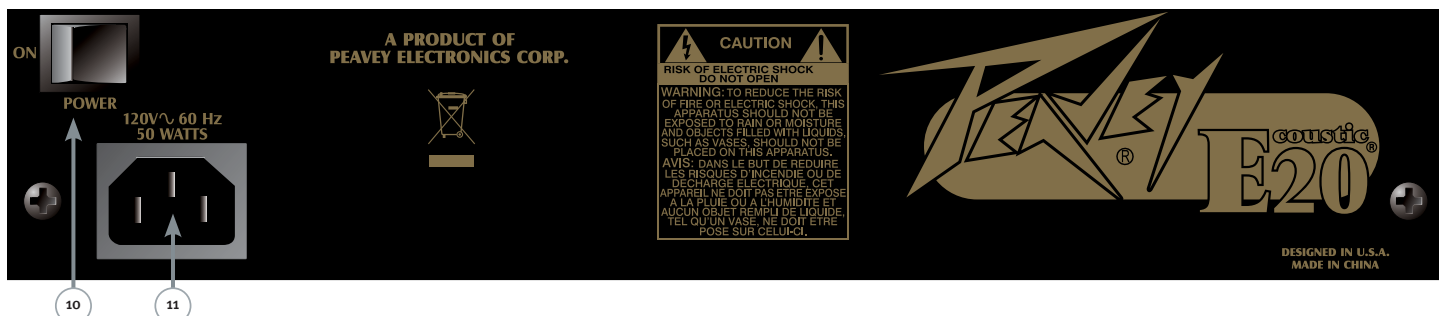 ON
POWER
120V∿ 60 Hz
50 WATTS
10
11
A PRODUCT OF
PEAVEY ELECTRONICS CORP.
CAUTION
RISK OF ELECTRIC SHOCK
DO NOT OPEN
WARNING: TO REDUCE THE RISK
OF FIRE OR ELECTRIC SHOCK, THIS
APPARATUS SHOULD NOT BE
EXPOSED TO RAIN OR MOISTURE
AND OBJECTS FILLED WITH LIQUIDS,
SUCH AS VASES, SHOULD NOT BE
PLACED ON THIS APPARATUS.
AVIS: DANS LE BUT DE REDUIRE
LES RISQUES D'INCENDIE OU DE
DECHARGE ELECTRIQUE, CET
APPAREIL NE DOIT PAS ETRE EXPOSE
A LA PLUIE OU A L'HUMIDITE ET
AUCUN OBJET REMPLI DE LIQUIDE,
TEL QU'UN VASE, NE DOIT ETRE
POSE SUR CELUI-CI.
PEAVEY®
Ecoustic®
E20
DESIGNED IN U.S.A.
MADE IN CHINA